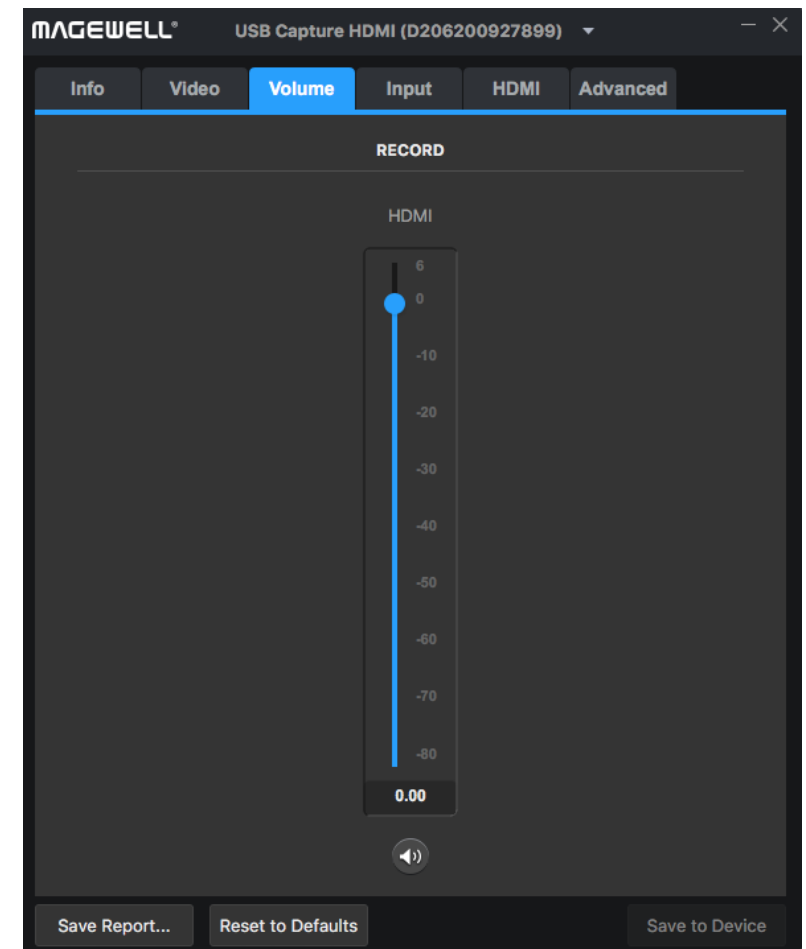 MAGEWELL® USB Capture HDMI (D206200927899)
Info Video Volume Input HDMI Advanced
RECORD
HDMI
6
0
-10
-20
-30
-40
-50
-60
-70
-80
0.00
Save Report... Reset to Defaults Save to Device